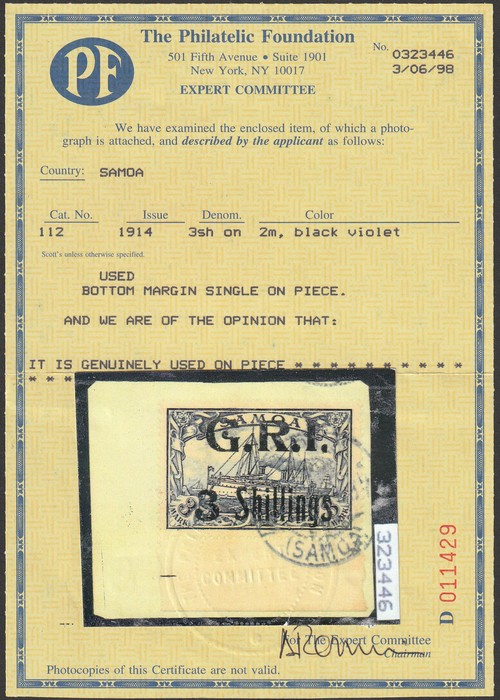 PF
The Philatelic Foundation
501 Fifth Avenue • Suite 1901
New York, NY 10017
EXPERT COMMITTEE
No. 0323446
3/06/98
We have examined the enclosed item, of which a photo-
graph is attached, and described by the applicant as follows:
Country: SAMOA
Cat. No. Issue Denom. Color
112 1914 3sh on 2m, black violet
Scott's unless otherwise specified.
USED
BOTTOM MARGIN SINGLE ON PIECE.
AND WE ARE OF THE OPINION THAT:
IT IS GENUINELY USED ON PIECE * * * * * * * * * *
* * *
SAMOA
G.R.I.
3 Shillings.
(SAMOA)
COMMITTEE
323446
D 011429
For The Expert Committee
Chairman
Photocopies of this Certificate are not valid.